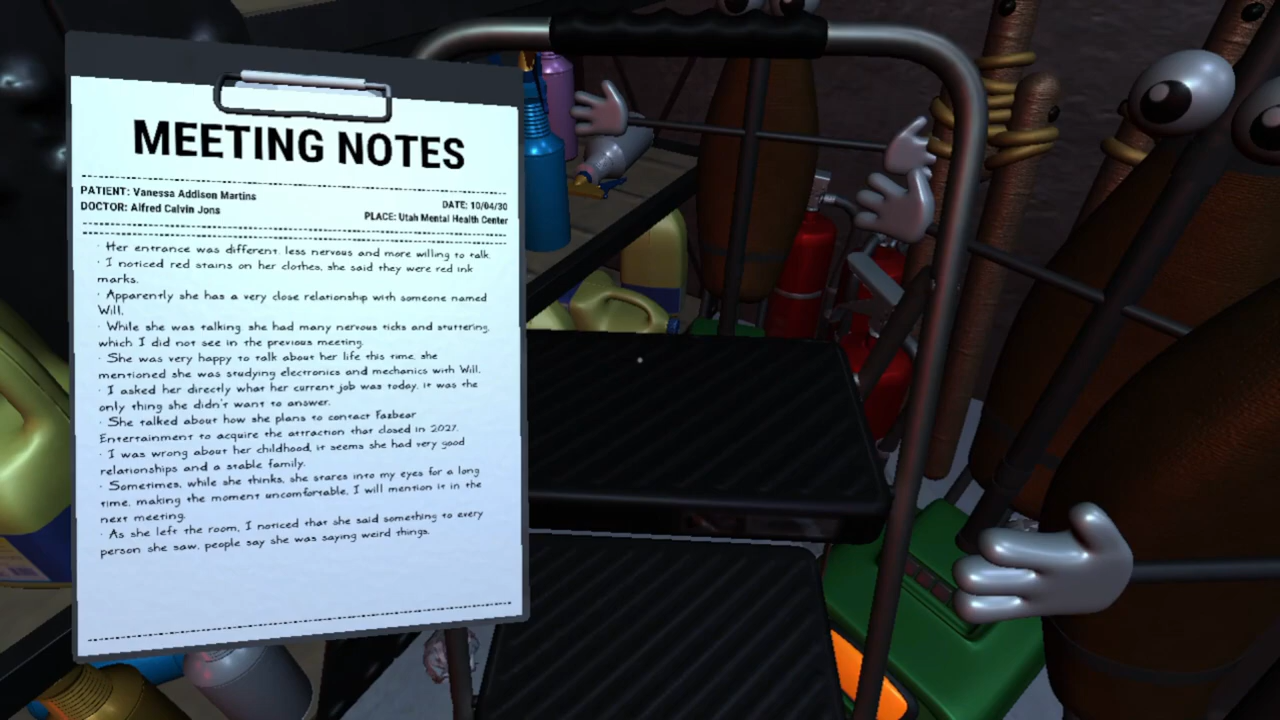 MEETING NOTES
PATIENT: Vanessa Addison Martins
DOCTOR: Alfred Calvin Jons
DATE: 10/04/30
PLACE: Utah Mental Health Center
· Her entrance was different, less nervous and more willing to talk.
· I noticed red stains on her clothes, she said they were red ink
marks.
· Apparently she has a very close relationship with someone named
Will.
· While she was talking, she had many nervous ticks and stuttering,
which I did not see in the previous meeting.
· She was very happy to talk about her life this time, she
mentioned she was studying electronics and mechanics with Will.
· I asked her directly what her current job was today, it was the
only thing she didn't want to answer.
· She talked about how she plans to contact Fazbear
Entertainment to acquire the attraction that closed in 2027.
· I was wrong about her childhood, it seems she had very good
relationships and a stable family.
· Sometimes, while she thinks, she stares into my eyes for a long
time, making the moment uncomfortable, I will mention it in the
next meeting.
· As she left the room, I noticed that she said something to every
person she saw, people say she was saying weird things.